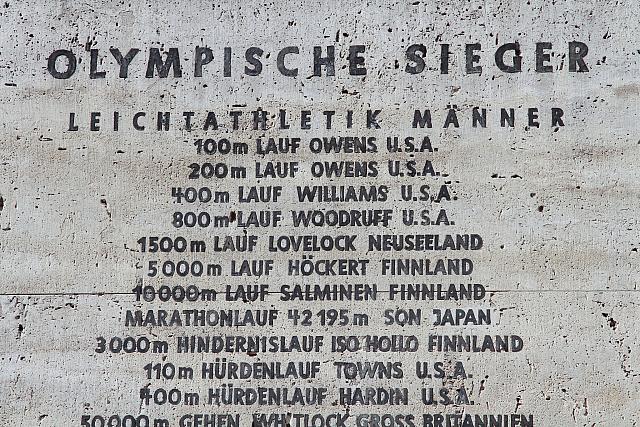 OLYMPISCHE SIEGER
LEICHTATHLETIK MÄNNER
100m LAUF OWENS U.S.A.
200m LAUF OWENS U.S.A.
400m LAUF WILLIAMS U.S.A.
800m LAUF WOODRUFF U.S.A.
1500m LAUF LOVELOCK NEUSEELAND
5000m LAUF HÖCKERT FINNLAND
10000m LAUF SALMINEN FINNLAND
MARATHONLAUF 42195m SON JAPAN
3000m HINDERNISLAUF ISO HOLLO FINNLAND
110m HÜRDENLAUF TOWNS U.S.A.
400m HÜRDENLAUF HARDIN U.S.A.
50000m GEHEN WHITLOCK GROSS BRITANNIEN